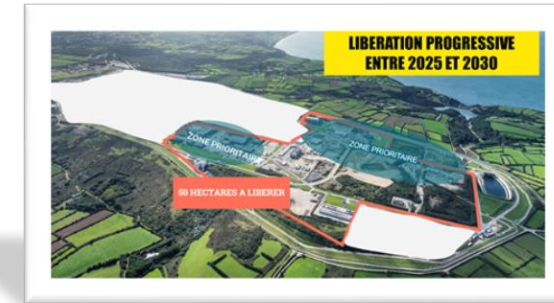 LIBERATION PROGRESSIVE
ENTRE 2025 ET 2030
ZONE PRIORITAIRE
ZONE PRIORITAIRE
50 HECTARES A LIBERER